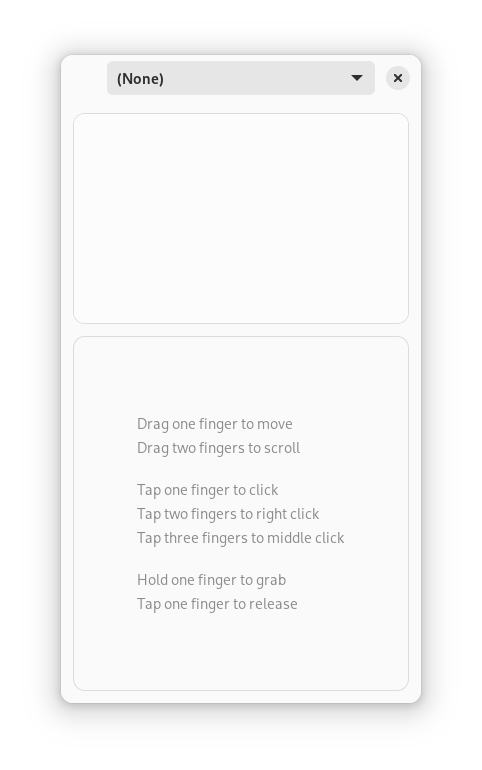 (None)
Drag one finger to move
Drag two fingers to scroll
Tap one finger to click
Tap two fingers to right click
Tap three fingers to middle click
Hold one finger to grab
Tap one finger to release